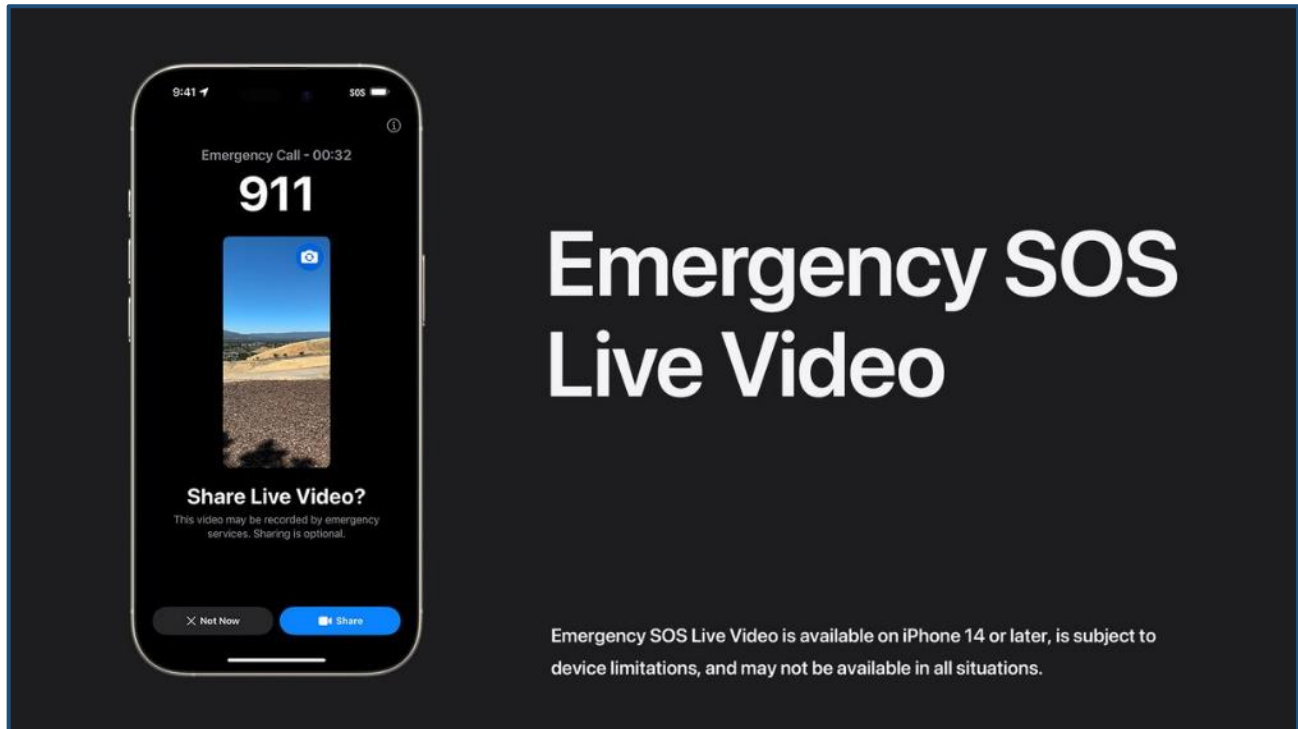 9:41
SOS
Emergency Call - 00:32
911
Share Live Video?
This video may be recorded by emergency
services. Sharing is optional.
Not Now
Share
Emergency SOS
Live Video
Emergency SOS Live Video is available on iPhone 14 or later, is subject to
device limitations, and may not be available in all situations.